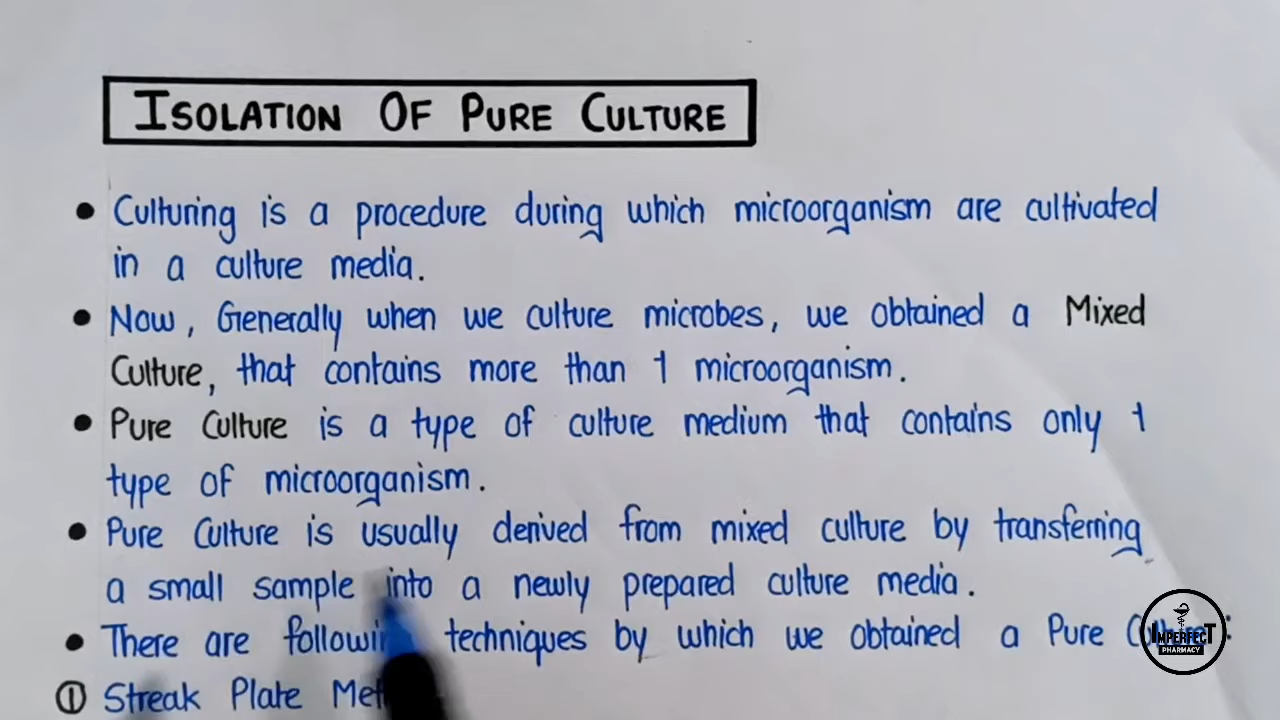 ISOLATION OF PURE CULTURE
• Culturing is a procedure during which microorganism are cultivated
in a culture media.
• Now, Generally when we culture microbes, we obtained a Mixed
Culture, that contains more than 1 microorganism.
• Pure Culture is a type of culture medium that contains only 1
type of microorganism.
• Pure Culture is usually derived from mixed culture by transferring
a small sample into a newly prepared culture media.
• There are techniques by which we obtained a Pure
IMPERFECT
PHARMACY
① Streak Plate